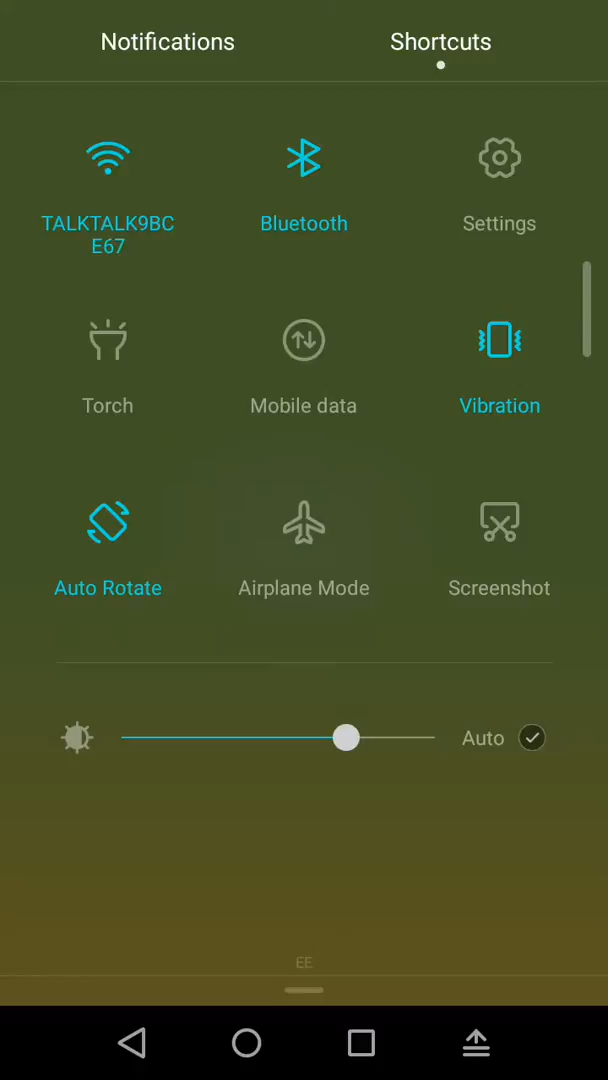 Notifications Shortcuts
TALKTALK9BC
E67
Bluetooth
Settings
Torch
Mobile data
Vibration
Auto Rotate
Airplane Mode
Screenshot
Auto
EE